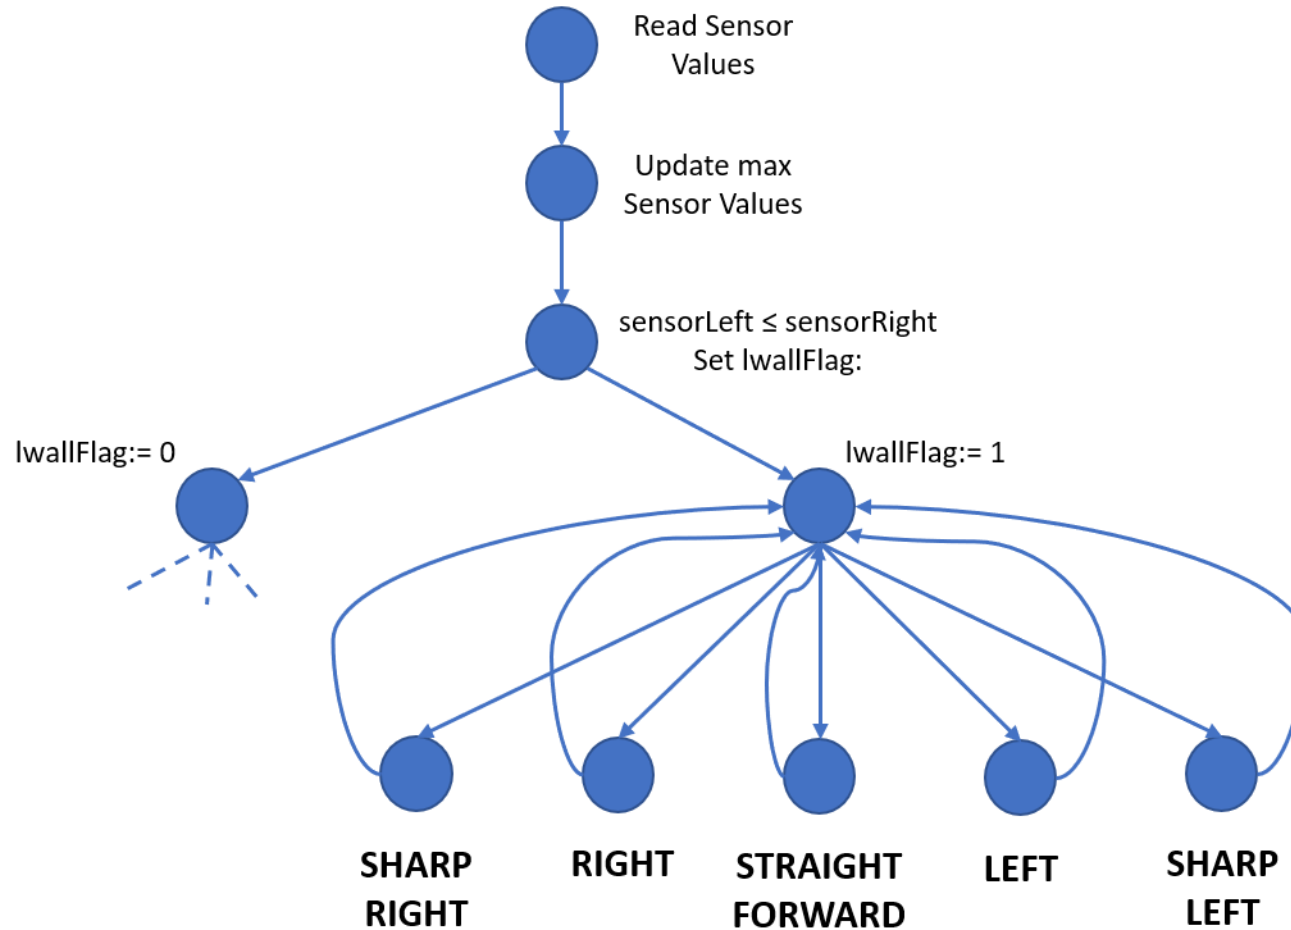 Read Sensor
Values
Update max
Sensor Values
sensorLeft ≤ sensorRight
Set lwallFlag:
lwallFlag:= 0
lwallFlag:= 1
SHARP
RIGHT
RIGHT
STRAIGHT
FORWARD
LEFT
SHARP
LEFT